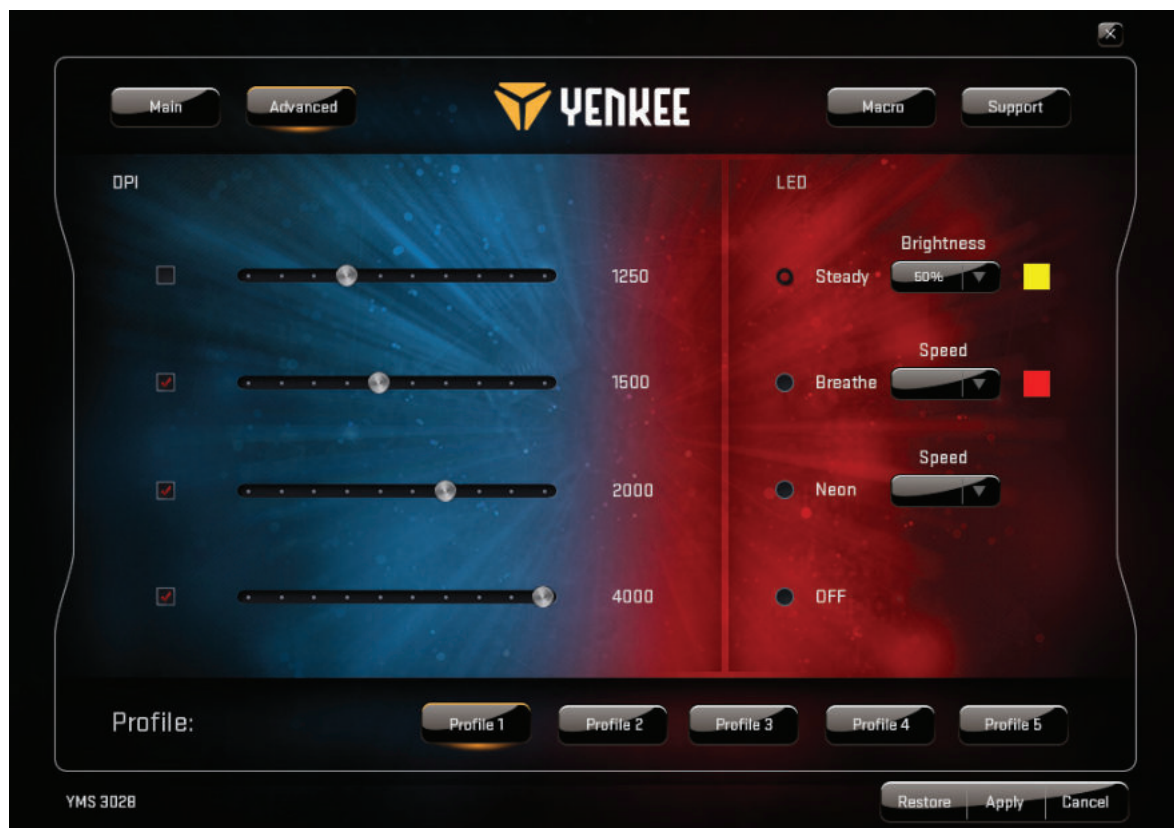 Main Advanced YENKEE Macro Support
DPI LED
Brightness
1250 Steady 50%
Speed
1500 Breathe
Speed
2000 Neon
4000 OFF
Profile: Profile 1 Profile 2 Profile 3 Profile 4 Profile 5
YMS 3028 Restore Apply Cancel